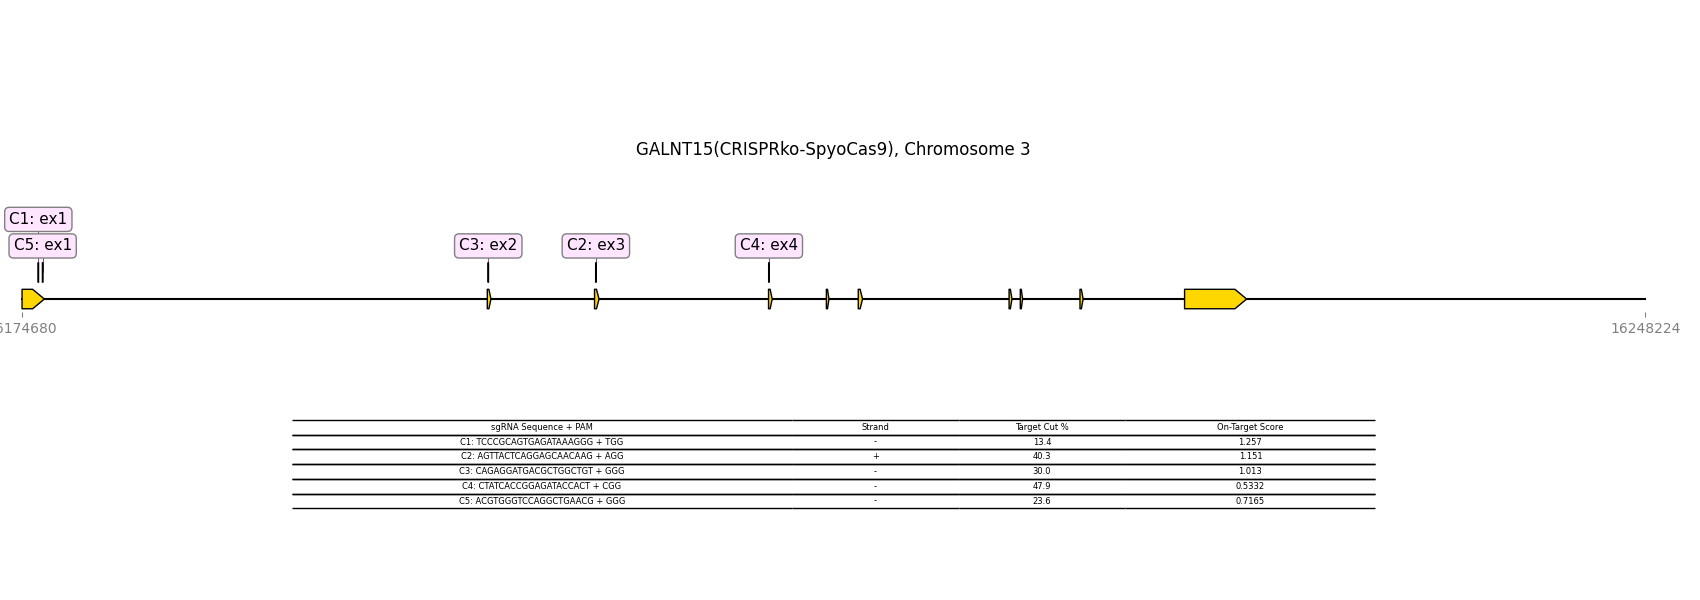 GALNT15(CRISPRko-SpyoCas9), Chromosome 3
C1: ex1
C5: ex1
C3: ex2
C2: ex3
C4: ex4
6174680
16248224
sgRNA Sequence + PAM Strand Target Cut % On-Target Score
C1: TCCCGCAGTGAGATAAAGGG + TGG - 13.4 1.257
C2: AGTTACTCAGGAGCAACAAG + AGG + 40.3 1.151
C3: CAGAGGATGACGCTGGCTGT + GGG - 30.0 1.013
C4: CTATCACCGGAGATACCACT + CGG - 47.9 0.5332
C5: ACGTGGGTCCAGGCTGAACG + GGG - 23.6 0.7165